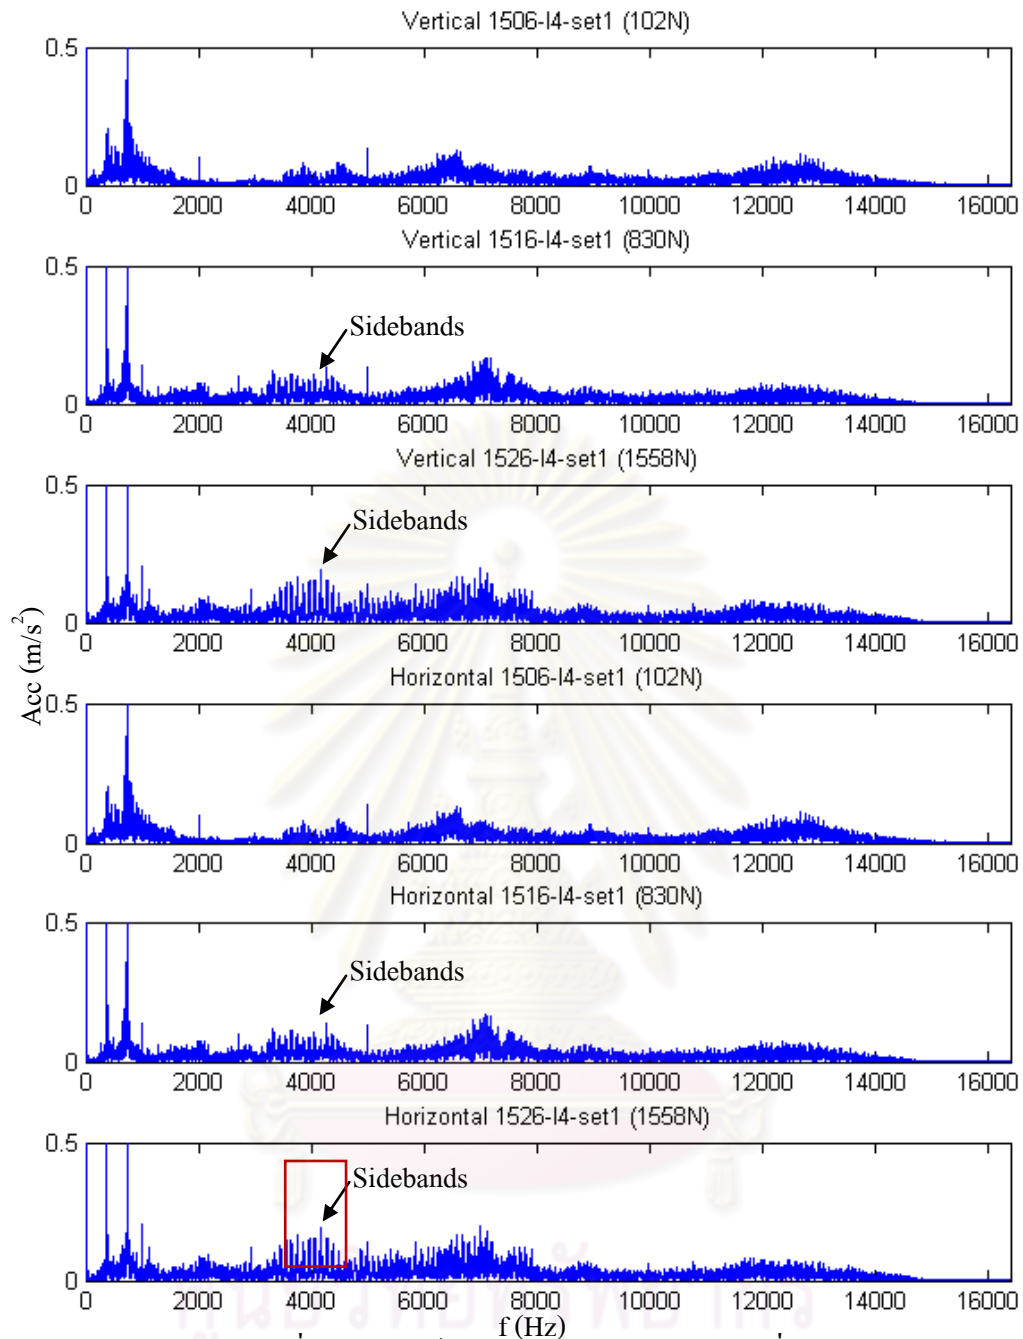 Vertical 1506-I4-set1 (102N)
0.5
0
0 2000 4000 6000 8000 10000 12000 14000 16000
Vertical 1516-I4-set1 (830N)
0.5
Sidebands
0
0 2000 4000 6000 8000 10000 12000 14000 16000
Vertical 1526-I4-set1 (1558N)
0.5
Sidebands
0
0 2000 4000 6000 8000 10000 12000 14000 16000
Acc (m/s²)
Horizontal 1506-I4-set1 (102N)
0.5
0
0 2000 4000 6000 8000 10000 12000 14000 16000
Horizontal 1516-I4-set1 (830N)
0.5
Sidebands
0
0 2000 4000 6000 8000 10000 12000 14000 16000
Horizontal 1526-I4-set1 (1558N)
0.5
Sidebands
0
0 2000 4000 6000 8000 10000 12000 14000 16000
f (Hz)